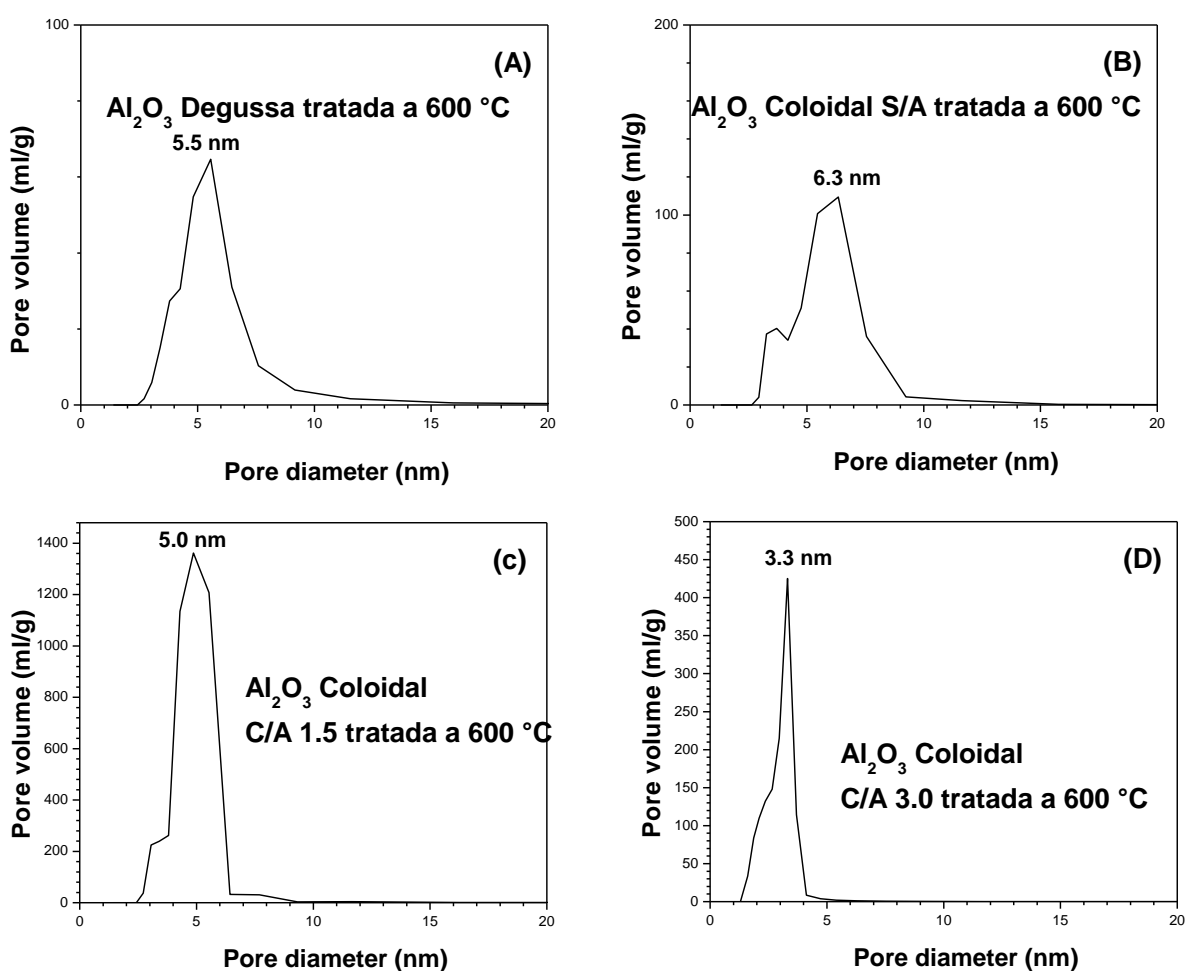 (A)
Al2O3 Degussa tratada a 600 °C
5.5 nm
100
0
Pore volume (ml/g)
0 5 10 15 20
Pore diameter (nm)
(B)
Al2O3 Coloidal S/A tratada a 600 °C
6.3 nm
200
100
0
Pore volume (ml/g)
0 5 10 15 20
Pore diameter (nm)
(c)
5.0 nm
Al2O3 Coloidal
C/A 1.5 tratada a 600 °C
1400
1200
1000
800
600
400
200
0
Pore volume (ml/g)
0 5 10 15 20
Pore diameter (nm)
(D)
3.3 nm
Al2O3 Coloidal
C/A 3.0 tratada a 600 °C
500
450
400
350
300
250
200
150
100
50
0
Pore volume (ml/g)
0 5 10 15 20
Pore diameter (nm)